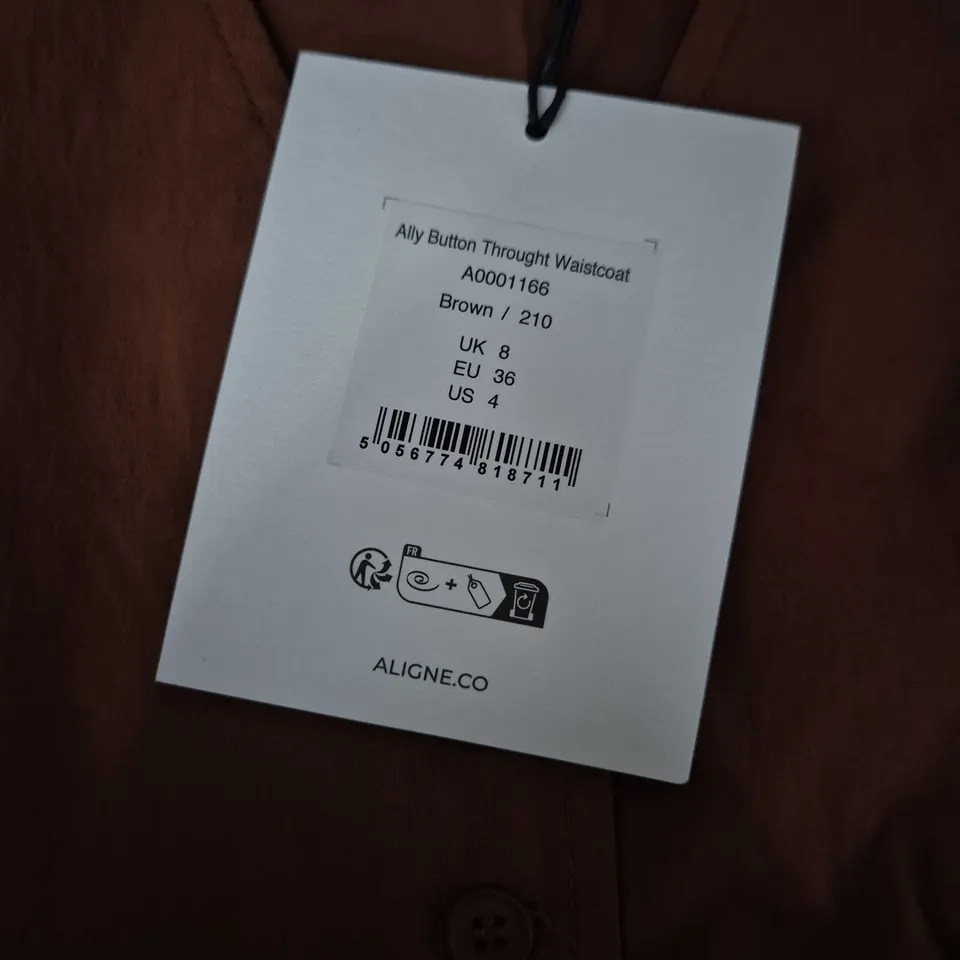 Ally Button Throught Waistcoat
A0001166
Brown / 210
UK 8
EU 36
US 4
5 056774 818711
FR
ALIGNE.CO